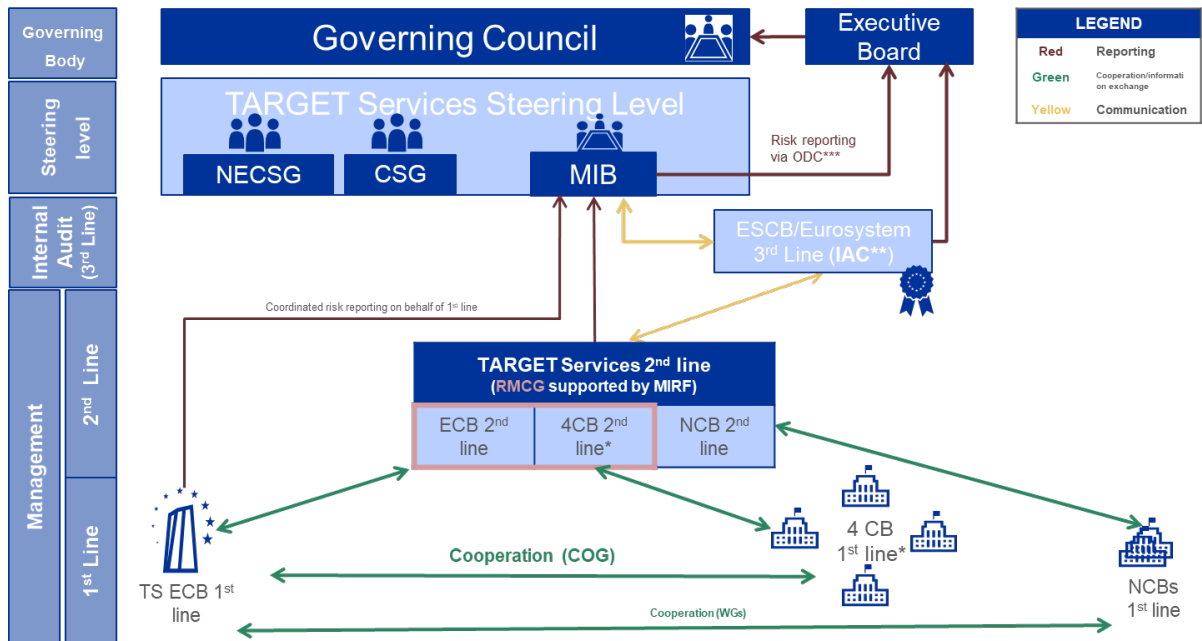 Governing
Body
Governing Council
Executive
Board
LEGEND
Red Reporting
Green Cooperation/informati
on exchange
Yellow Communication
Steering
level
TARGET Services Steering Level
NECSG
CSG
MIB
Risk reporting
via ODC***
Internal
Audit
(3rd Line)
ESCB/Eurosystem
3rd Line (IAC**)
Coordinated risk reporting on behalf of 1st line
Management
2nd Line
TARGET Services 2nd line
(RMCG supported by MIRF)
ECB 2nd
line
4CB 2nd
line*
NCB 2nd
line
1st Line
TS ECB 1st
line
Cooperation (COG)
4 CB
1st line*
NCBs
1st line
Cooperation (WGs)